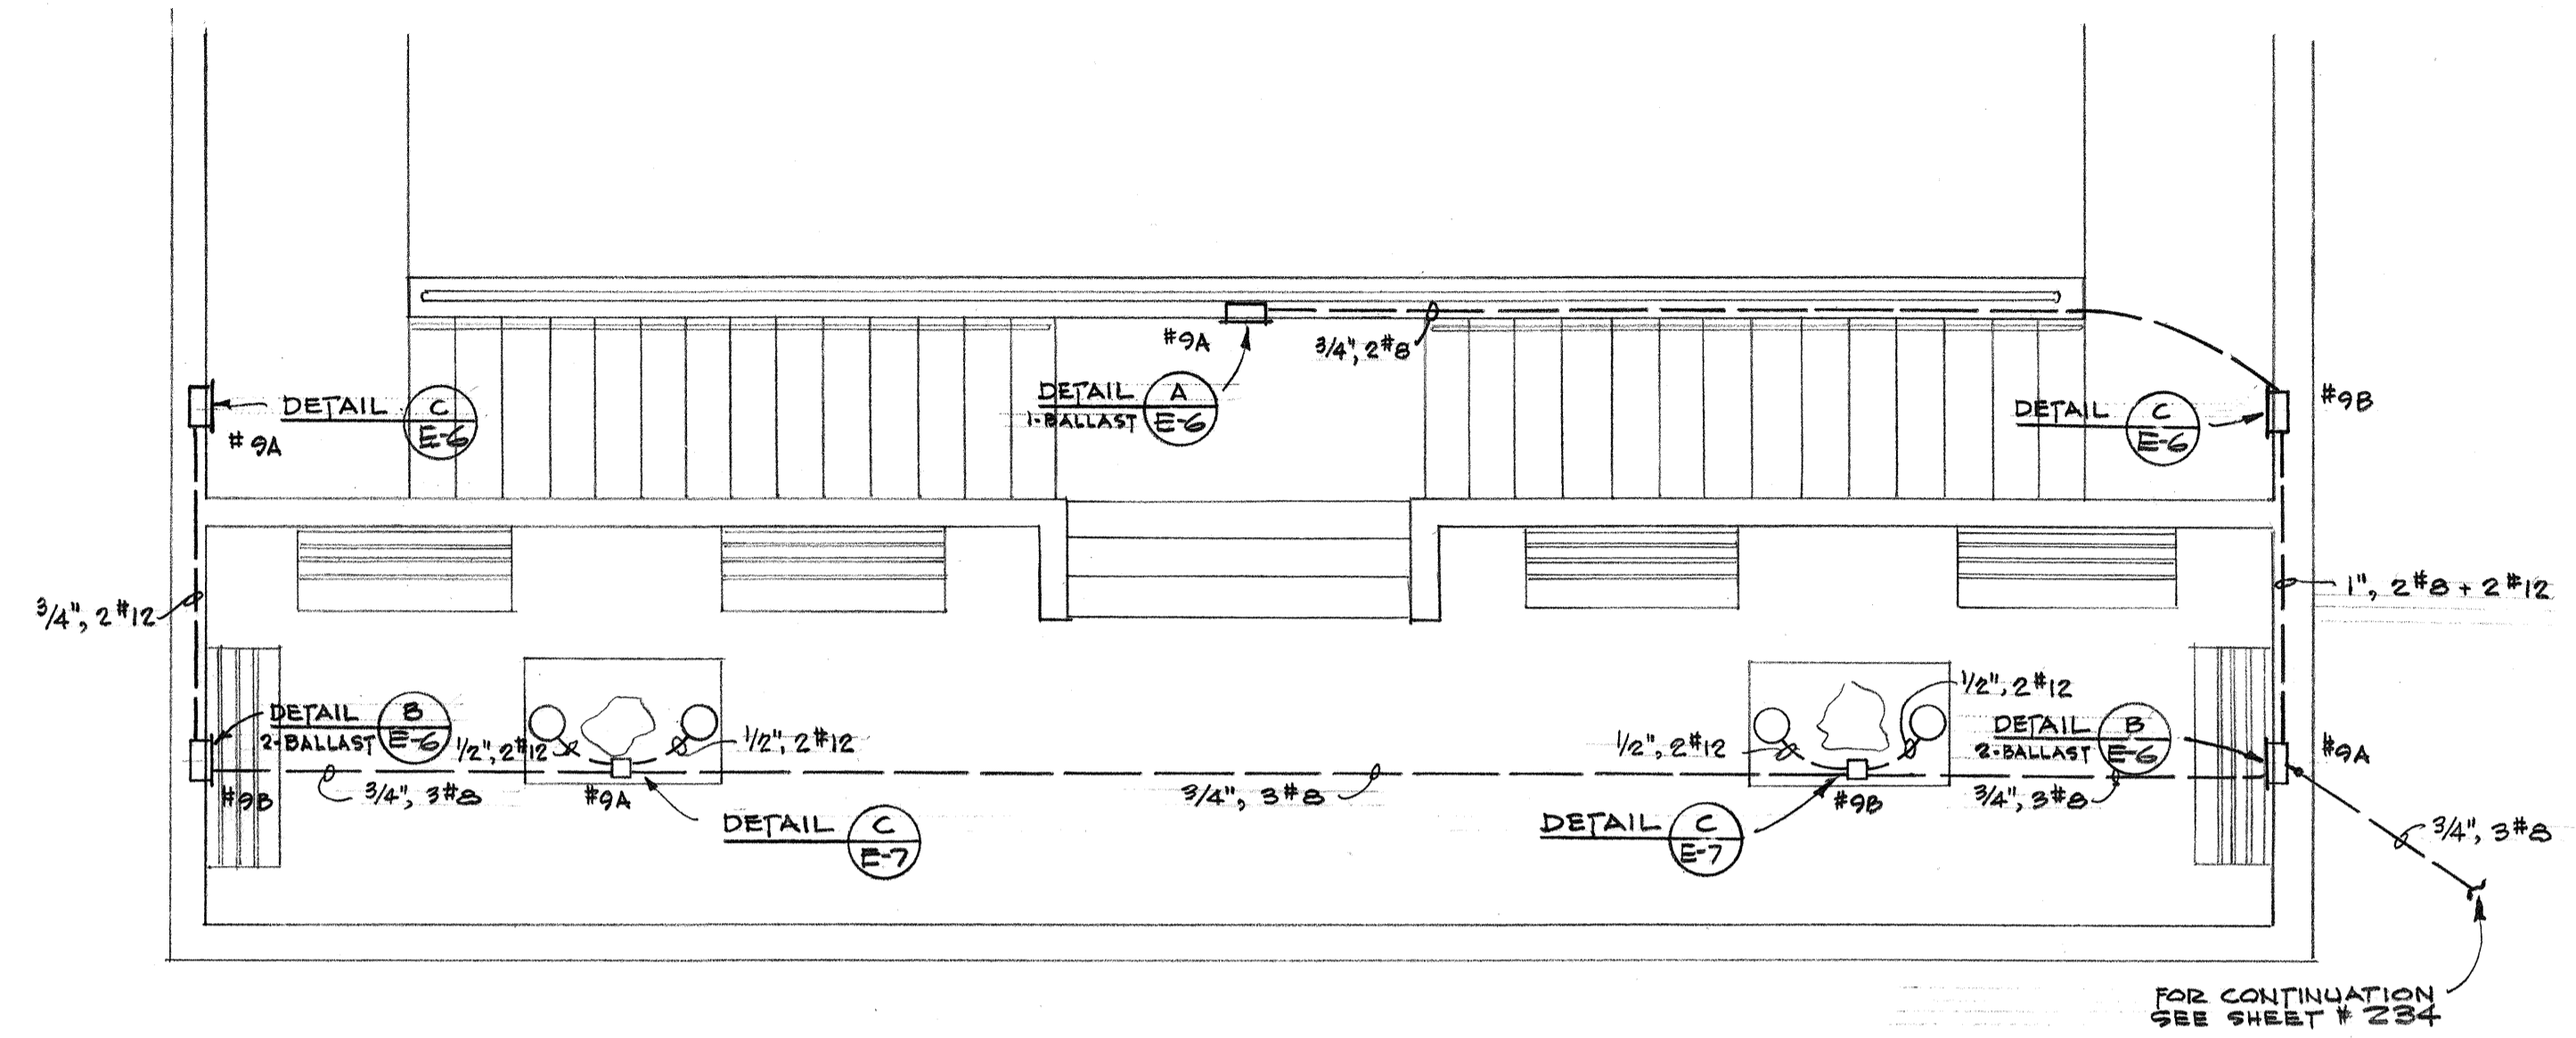 #9A
3/4", 2#8
DETAIL A
1-BALLAST E-6
DETAIL C
E-6
#9A
DETAIL C
E-6
#9B
3/4", 2#12
1", 2#8 + 2#12
DETAIL B
2-BALLAST E-6
#9B
3/4", 3#8
1/2", 2#12
1/2", 2#12
#9A
DETAIL C
E-7
3/4", 3#8
1/2", 2#12
1/2", 2#12
#9B
DETAIL C
E-7
DETAIL B
2-BALLAST E-6
3/4", 3#8
#9A
3/4", 3#8
FOR CONTINUATION
SEE SHEET # 234